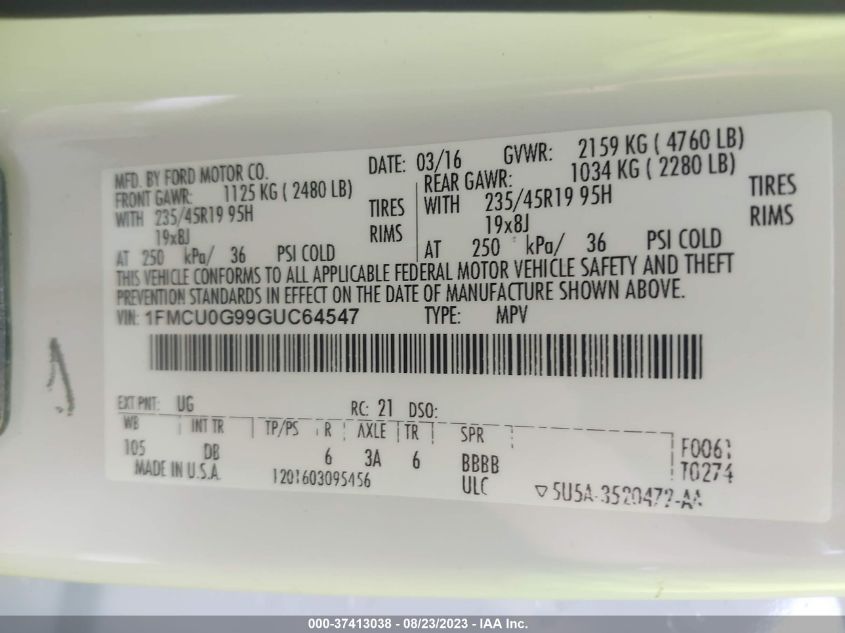 MFD. BY FORD MOTOR CO. DATE: 03/16 GVWR: 2159 KG ( 4760 LB)
FRONT GAWR: 1125 KG ( 2480 LB) REAR GAWR: 1034 KG ( 2280 LB)
WITH 235/45R19 95H TIRES WITH 235/45R19 95H TIRES
19x8J RIMS 19x8J RIMS
AT 250 kPa/ 36 PSI COLD AT 250 kPa/ 36 PSI COLD
THIS VEHICLE CONFORMS TO ALL APPLICABLE FEDERAL MOTOR VEHICLE SAFETY AND THEFT
PREVENTION STANDARDS IN EFFECT ON THE DATE OF MANUFACTURE SHOWN ABOVE.
VIN: 1FMCU0G99GUC64547 TYPE: MPV
EXT PNT: UG RC: 21 DSO:
WB INT TR TP/PS R AXLE TR SPR
105 DB 6 3A 6 BBBB F0061
MADE IN U.S.A. 1201603095456 ULC T0274
▽5U5A-3520472-AA
000-37413038 - 08/23/2023 - IAA Inc.